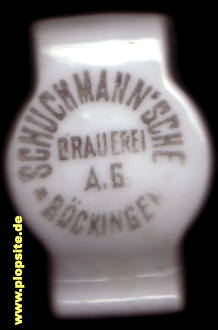 SCHUCHMANN'SCHE
BRAUEREI
A.G.
BÖCKINGEN
www.plopsite.de